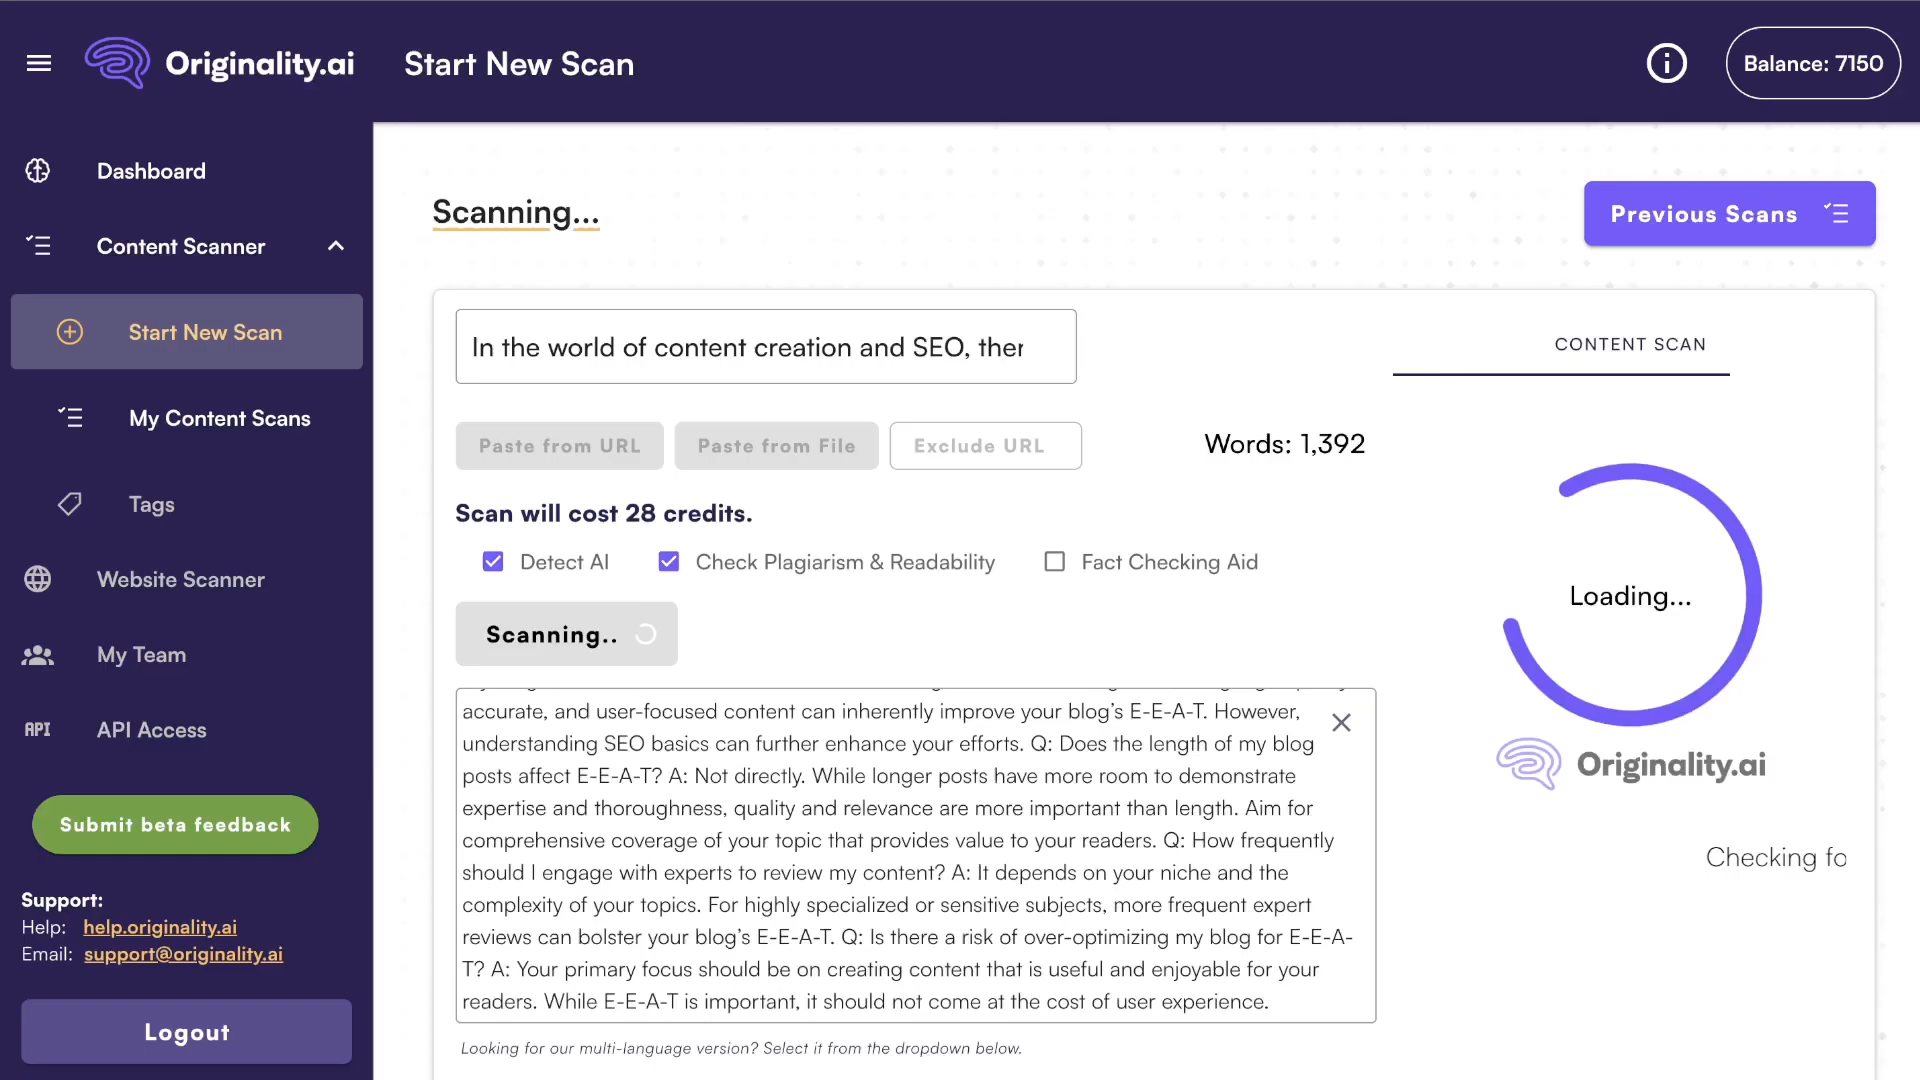 Originality.ai
Start New Scan
Balance: 7150
Dashboard
Content Scanner
Start New Scan
My Content Scans
Tags
Website Scanner
My Team
API
API Access
Submit beta feedback
Support:
Help: help.originality.ai
Email: support@originality.ai
Logout
Scanning...
Previous Scans
In the world of content creation and SEO, ther
CONTENT SCAN
Paste from URL
Paste from File
Exclude URL
Words: 1,392
Scan will cost 28 credits.
Detect AI
Check Plagiarism & Readability
Fact Checking Aid
Scanning..
accurate, and user-focused content can inherently improve your blog’s E-E-A-T. However,
understanding SEO basics can further enhance your efforts. Q: Does the length of my blog
posts affect E-E-A-T? A: Not directly. While longer posts have more room to demonstrate
expertise and thoroughness, quality and relevance are more important than length. Aim for
comprehensive coverage of your topic that provides value to your readers. Q: How frequently
should I engage with experts to review my content? A: It depends on your niche and the
complexity of your topics. For highly specialized or sensitive subjects, more frequent expert
reviews can bolster your blog’s E-E-A-T. Q: Is there a risk of over-optimizing my blog for E-E-A-
T? A: Your primary focus should be on creating content that is useful and enjoyable for your
readers. While E-E-A-T is important, it should not come at the cost of user experience.
Looking for our multi-language version? Select it from the dropdown below.
Loading...
Originality.ai
Checking fo